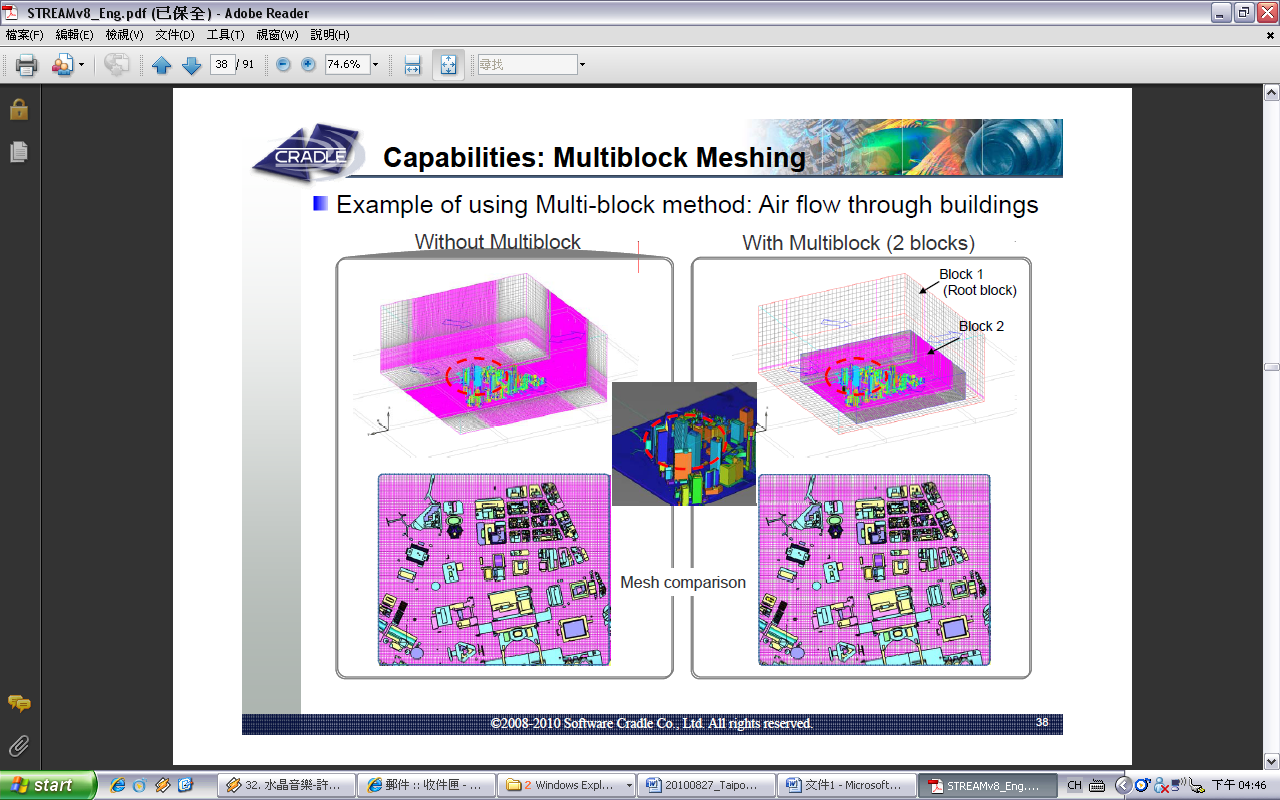 STREAMv8_Eng.pdf (已保全) - Adobe Reader
檔案(F) 編輯(E) 檢視(V) 文件(D) 工具(T) 視窗(W) 說明(H)
38 / 91 74.6% 尋找
CRADLE
Capabilities: Multiblock Meshing
Example of using Multi-block method: Air flow through buildings
Without Multiblock
With Multiblock (2 blocks)
Block 1
(Root block)
Block 2
Mesh comparison
©2008-2010 Software Cradle Co., Ltd. All rights reserved.
38
start
32. 水晶音樂-許...
郵件 :: 收件匣 - ...
2 Windows Expl...
20100827_Taipo...
文件1 - Microsoft...
STREAMv8_Eng....
CH
下午 04:46